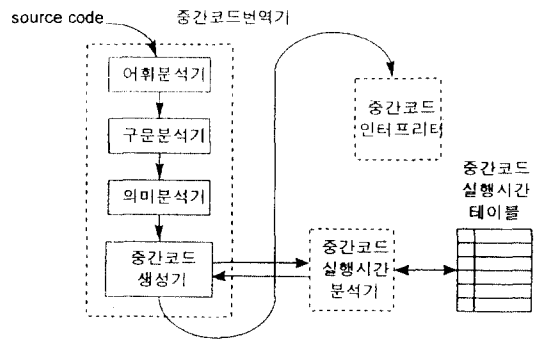 source code
중간코드번역기
어휘분석기
구문분석기
의미분석기
중간코드
생성기
중간코드
인터프리터
중간코드
실행시간
분석기
중간코드
실행시간
테이블